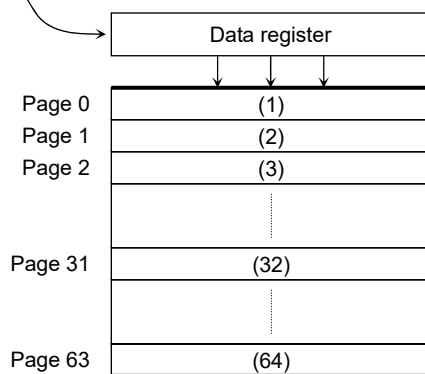 Data register
Page 0 (1)
Page 1 (2)
Page 2 (3)
Page 31 (32)
Page 63 (64)